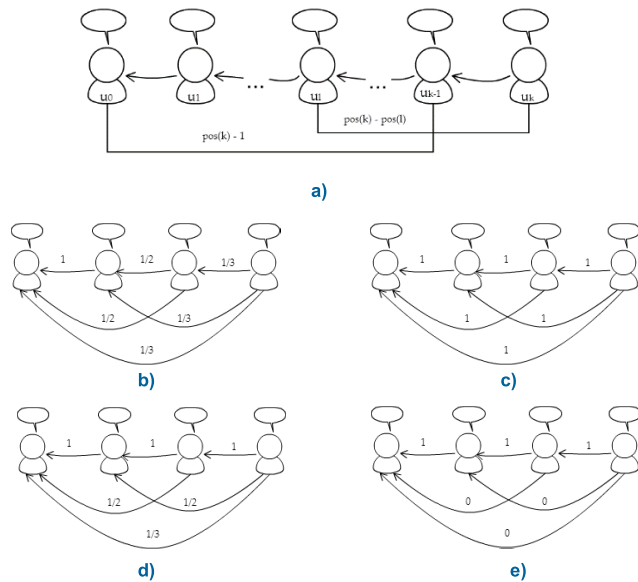 ... ...
u0 u1 ul uk-1 uk
pos(k) - pos(l)
pos(k) - 1
a)
1 1/2 1/3
1/2 1/3
1/3
b)
1 1 1
1 1
1
c)
1 1 1
1/2 1/2
1/3
d)
1 1 1
0 0
0
e)